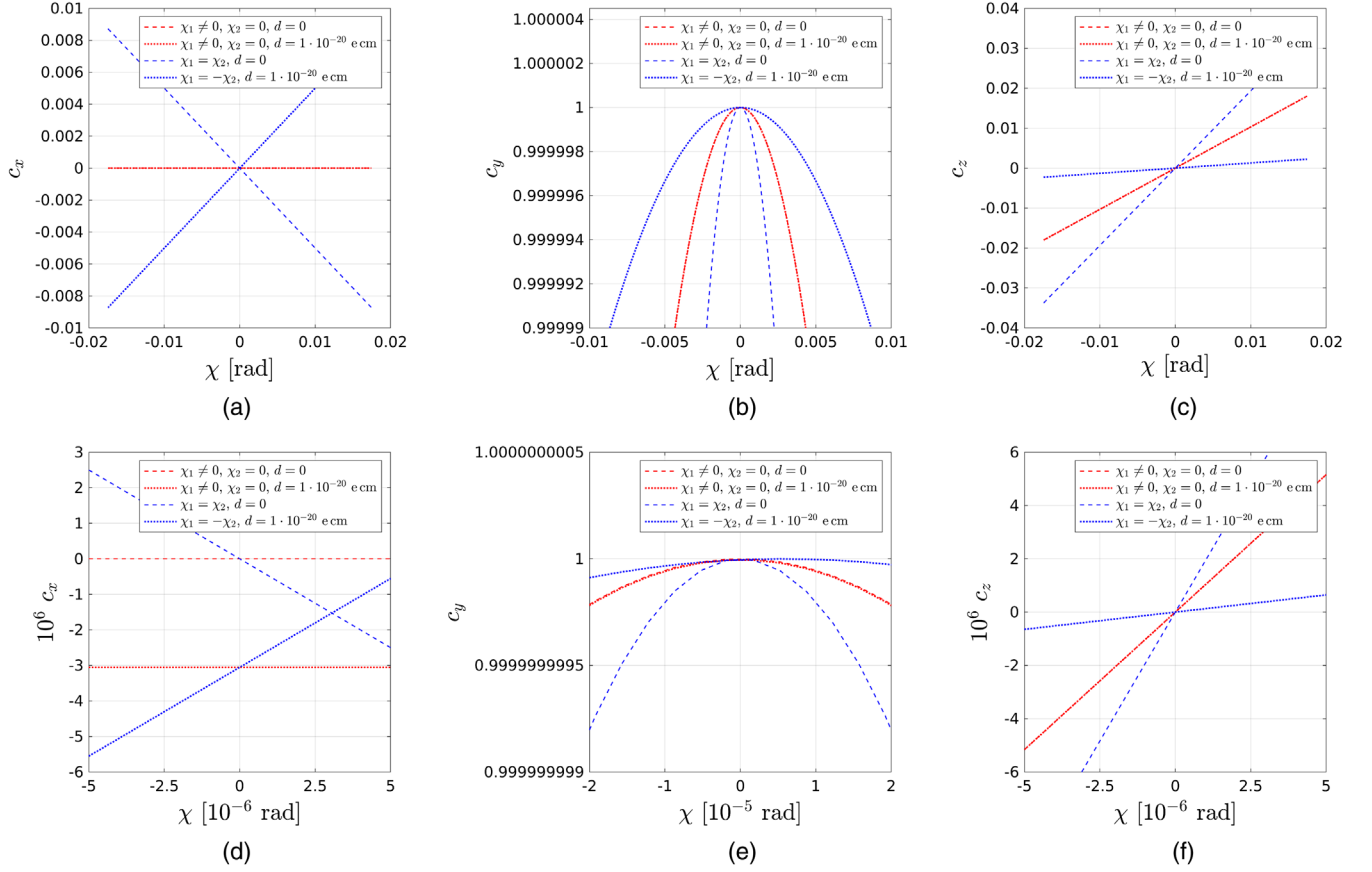 0.01
0.008
0.006
0.004
0.002
0
-0.002
-0.004
-0.006
-0.008
-0.01
c_x
χ₁ ≠ 0, χ₂ = 0, d = 0
χ₁ ≠ 0, χ₂ = 0, d = 1 · 10⁻²⁰ e cm
χ₁ = χ₂, d = 0
χ₁ = −χ₂, d = 1 · 10⁻²⁰ e cm
-0.02 -0.01 0 0.01 0.02
χ [rad]
(a)
1.000004
1.000002
1
0.999998
0.999996
0.999994
0.999992
0.99999
c_y
χ₁ ≠ 0, χ₂ = 0, d = 0
χ₁ ≠ 0, χ₂ = 0, d = 1 · 10⁻²⁰ e cm
χ₁ = χ₂, d = 0
χ₁ = −χ₂, d = 1 · 10⁻²⁰ e cm
-0.01 -0.005 0 0.005 0.01
χ [rad]
(b)
0.04
0.03
0.02
0.01
0
-0.01
-0.02
-0.03
-0.04
c_z
χ₁ ≠ 0, χ₂ = 0, d = 0
χ₁ ≠ 0, χ₂ = 0, d = 1 · 10⁻²⁰ e cm
χ₁ = χ₂, d = 0
χ₁ = −χ₂, d = 1 · 10⁻²⁰ e cm
-0.02 -0.01 0 0.01 0.02
χ [rad]
(c)
3
2
1
0
-1
-2
-3
-4
-5
-6
10⁶ c_x
χ₁ ≠ 0, χ₂ = 0, d = 0
χ₁ ≠ 0, χ₂ = 0, d = 1 · 10⁻²⁰ e cm
χ₁ = χ₂, d = 0
χ₁ = −χ₂, d = 1 · 10⁻²⁰ e cm
-5 -2.5 0 2.5 5
χ [10⁻⁶ rad]
(d)
1.0000000005
1
0.9999999995
0.999999999
c_y
χ₁ ≠ 0, χ₂ = 0, d = 0
χ₁ ≠ 0, χ₂ = 0, d = 1 · 10⁻²⁰ e cm
χ₁ = χ₂, d = 0
χ₁ = −χ₂, d = 1 · 10⁻²⁰ e cm
-2 -1 0 1 2
χ [10⁻⁵ rad]
(e)
6
4
2
0
-2
-4
-6
10⁶ c_z
χ₁ ≠ 0, χ₂ = 0, d = 0
χ₁ ≠ 0, χ₂ = 0, d = 1 · 10⁻²⁰ e cm
χ₁ = χ₂, d = 0
χ₁ = −χ₂, d = 1 · 10⁻²⁰ e cm
-5 -2.5 0 2.5 5
χ [10⁻⁶ rad]
(f)